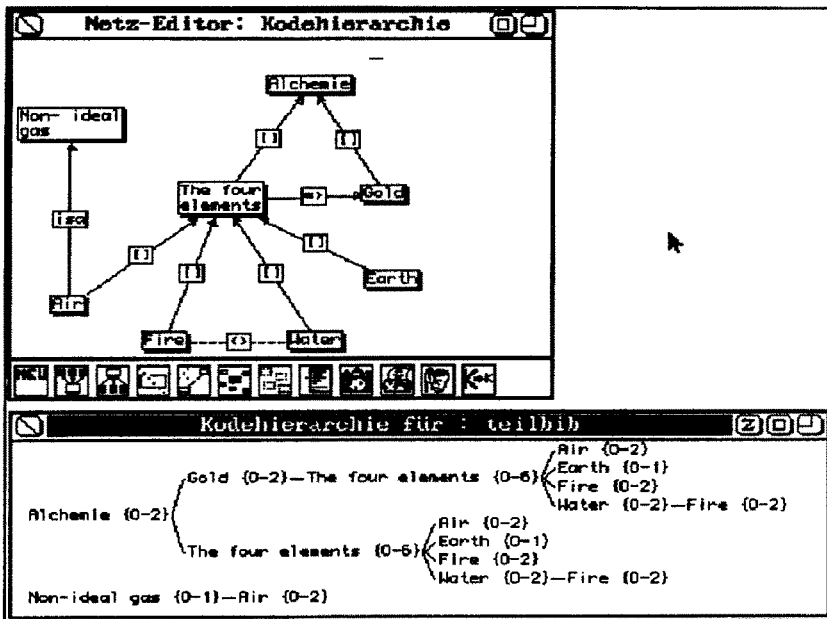 Netz-Editor: Kodehierarchie
Alchemie
Non- ideal
gas
[]
[]
The four
elements
=>
Gold
isa
[]
[]
[]
[]
Earth
Air
Fire
<>
Water
NEU
Kodehierarchie für : teilbib
Z
Air {0-2}
Gold {0-2}—The four elements {0-6}
Earth {0-1}
Fire {0-2}
Water {0-2}—Fire {0-2}
Alchemie {0-2}
Air {0-2}
The four elements {0-6}
Earth {0-1}
Fire {0-2}
Water {0-2}—Fire {0-2}
Non-ideal gas {0-1}—Air {0-2}